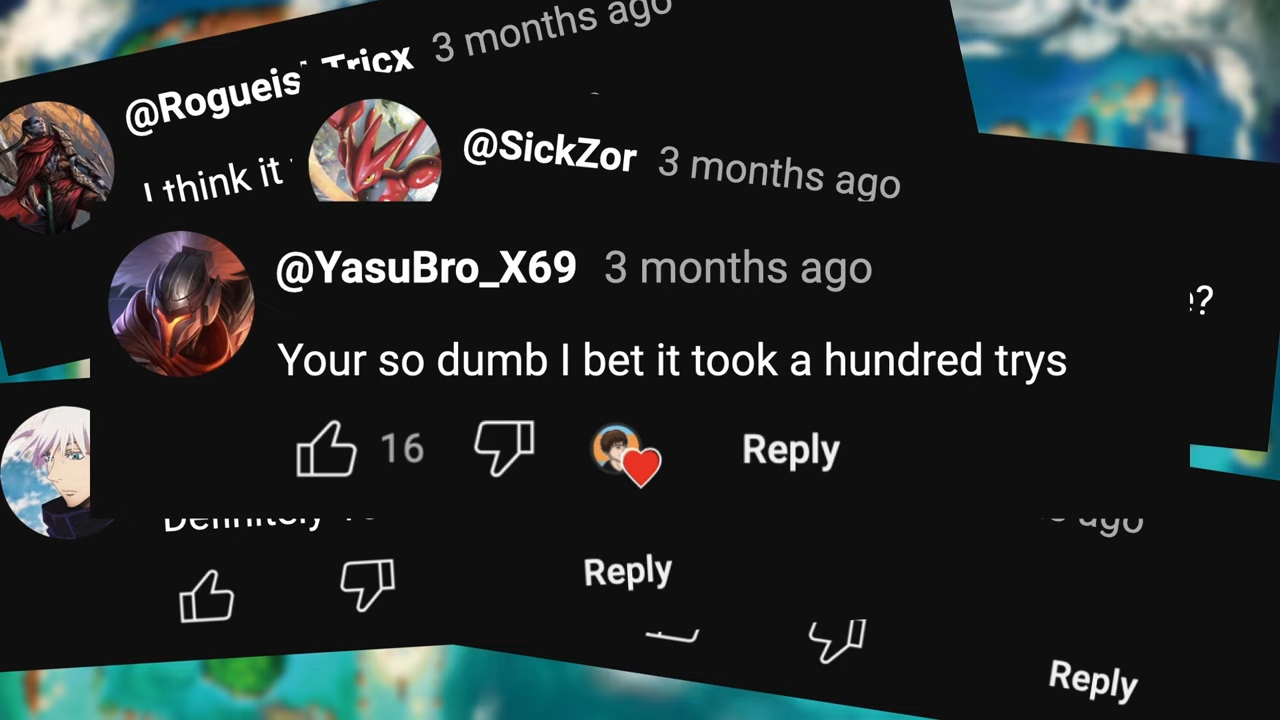 3 months ago
@Rogueis Tricx
@SickZor 3 months ago
I think it
@YasuBro_X69 3 months ago
e?
Your so dumb I bet it took a hundred trys
16
Reply
Definitely
ago
Reply
Reply